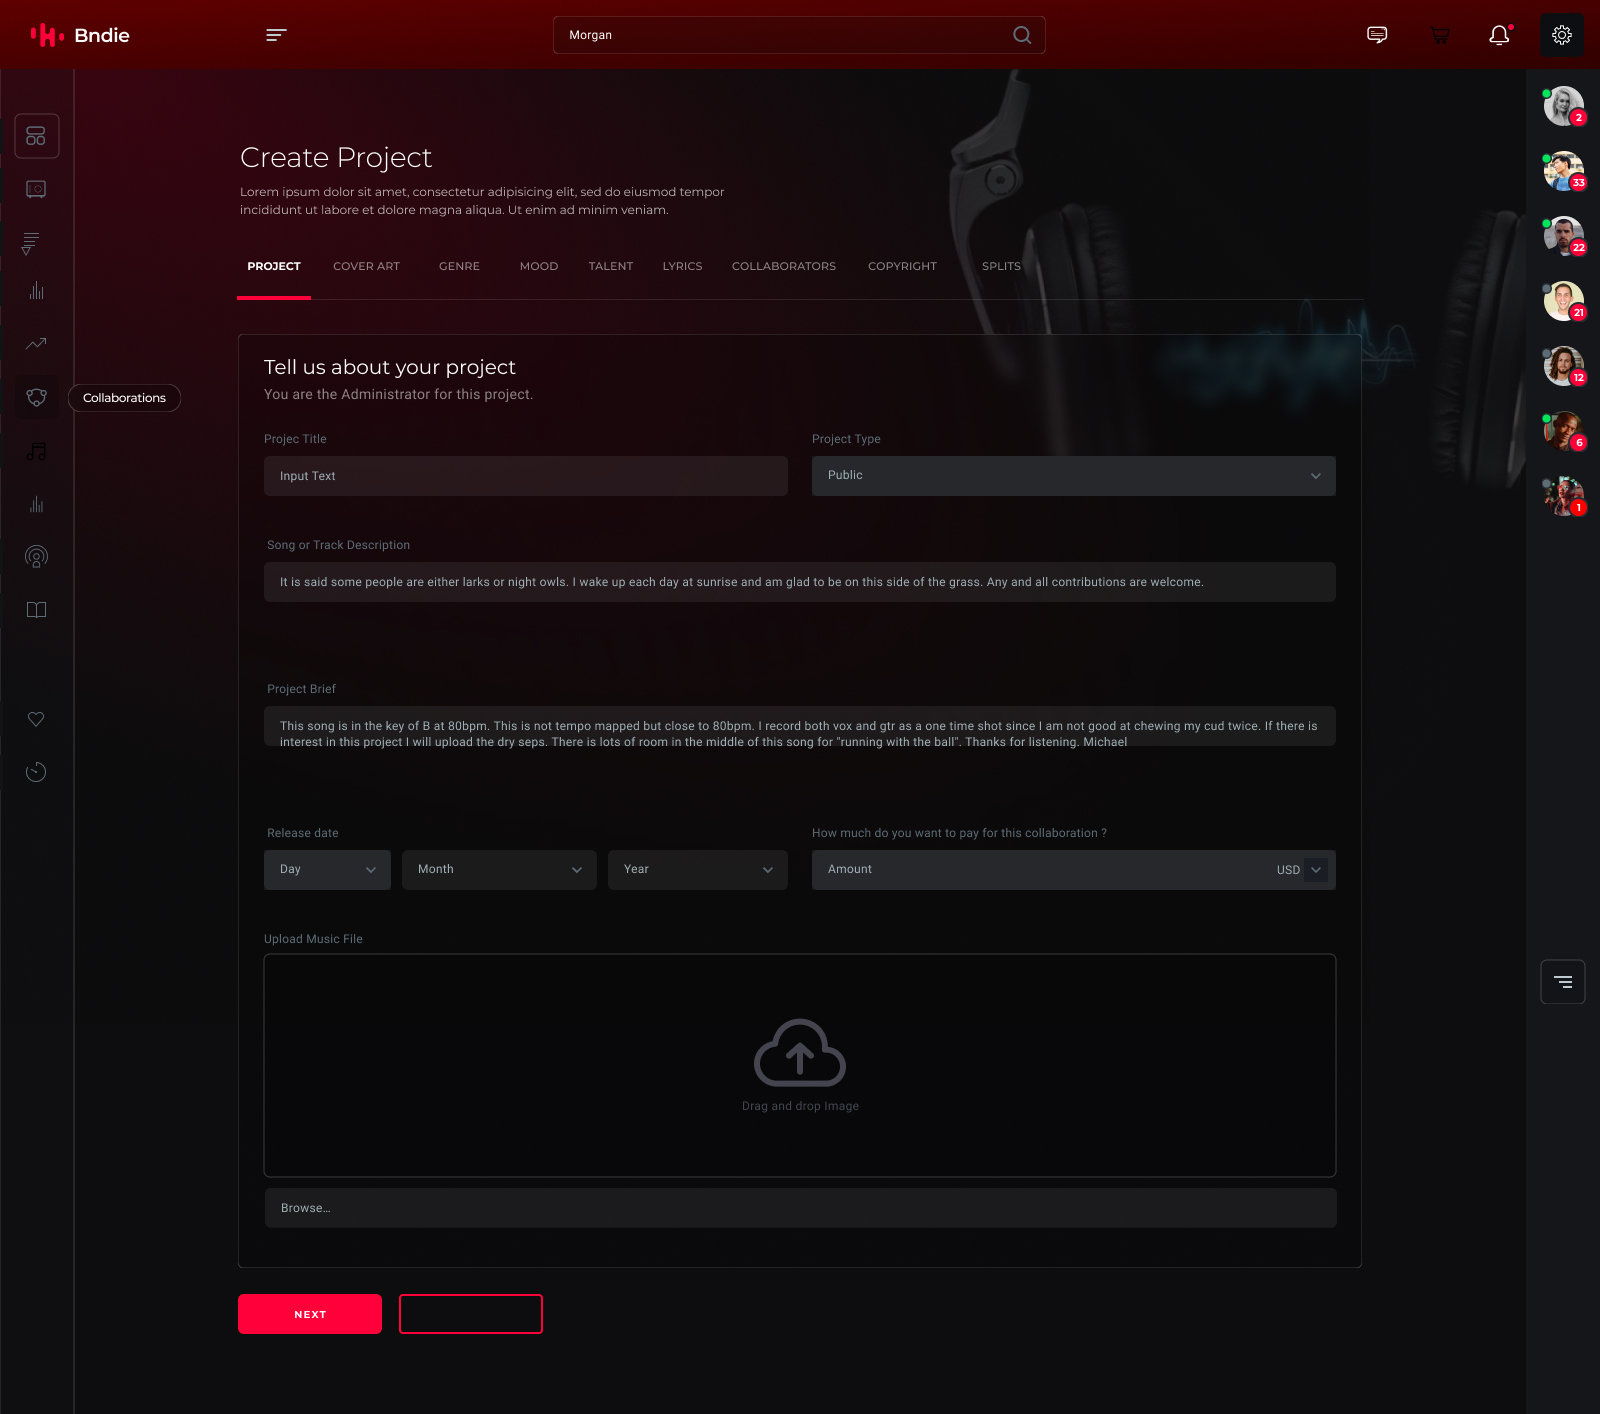 Bndie
Morgan
Create Project
Lorem ipsum dolor sit amet, consectetur adipisicing elit, sed do eiusmod tempor
incididunt ut labore et dolore magna aliqua. Ut enim ad minim veniam.
PROJECT COVER ART GENRE MOOD TALENT LYRICS COLLABORATORS COPYRIGHT SPLITS
Tell us about your project
You are the Administrator for this project.
Collaborations
Projec Title Project Type
Input Text Public
Song or Track Description
It is said some people are either larks or night owls. I wake up each day at sunrise and am glad to be on this side of the grass. Any and all contributions are welcome.
Project Brief
This song is in the key of B at 80bpm. This is not tempo mapped but close to 80bpm. I record both vox and gtr as a one time shot since I am not good at chewing my cud twice. If there is
interest in this project I will upload the dry seps. There is lots of room in the middle of this song for "running with the ball". Thanks for listening. Michael
Release date How much do you want to pay for this collaboration ?
Day Month Year Amount USD
Upload Music File
Drag and drop Image
Browse...
NEXT
2
33
22
21
12
6
1